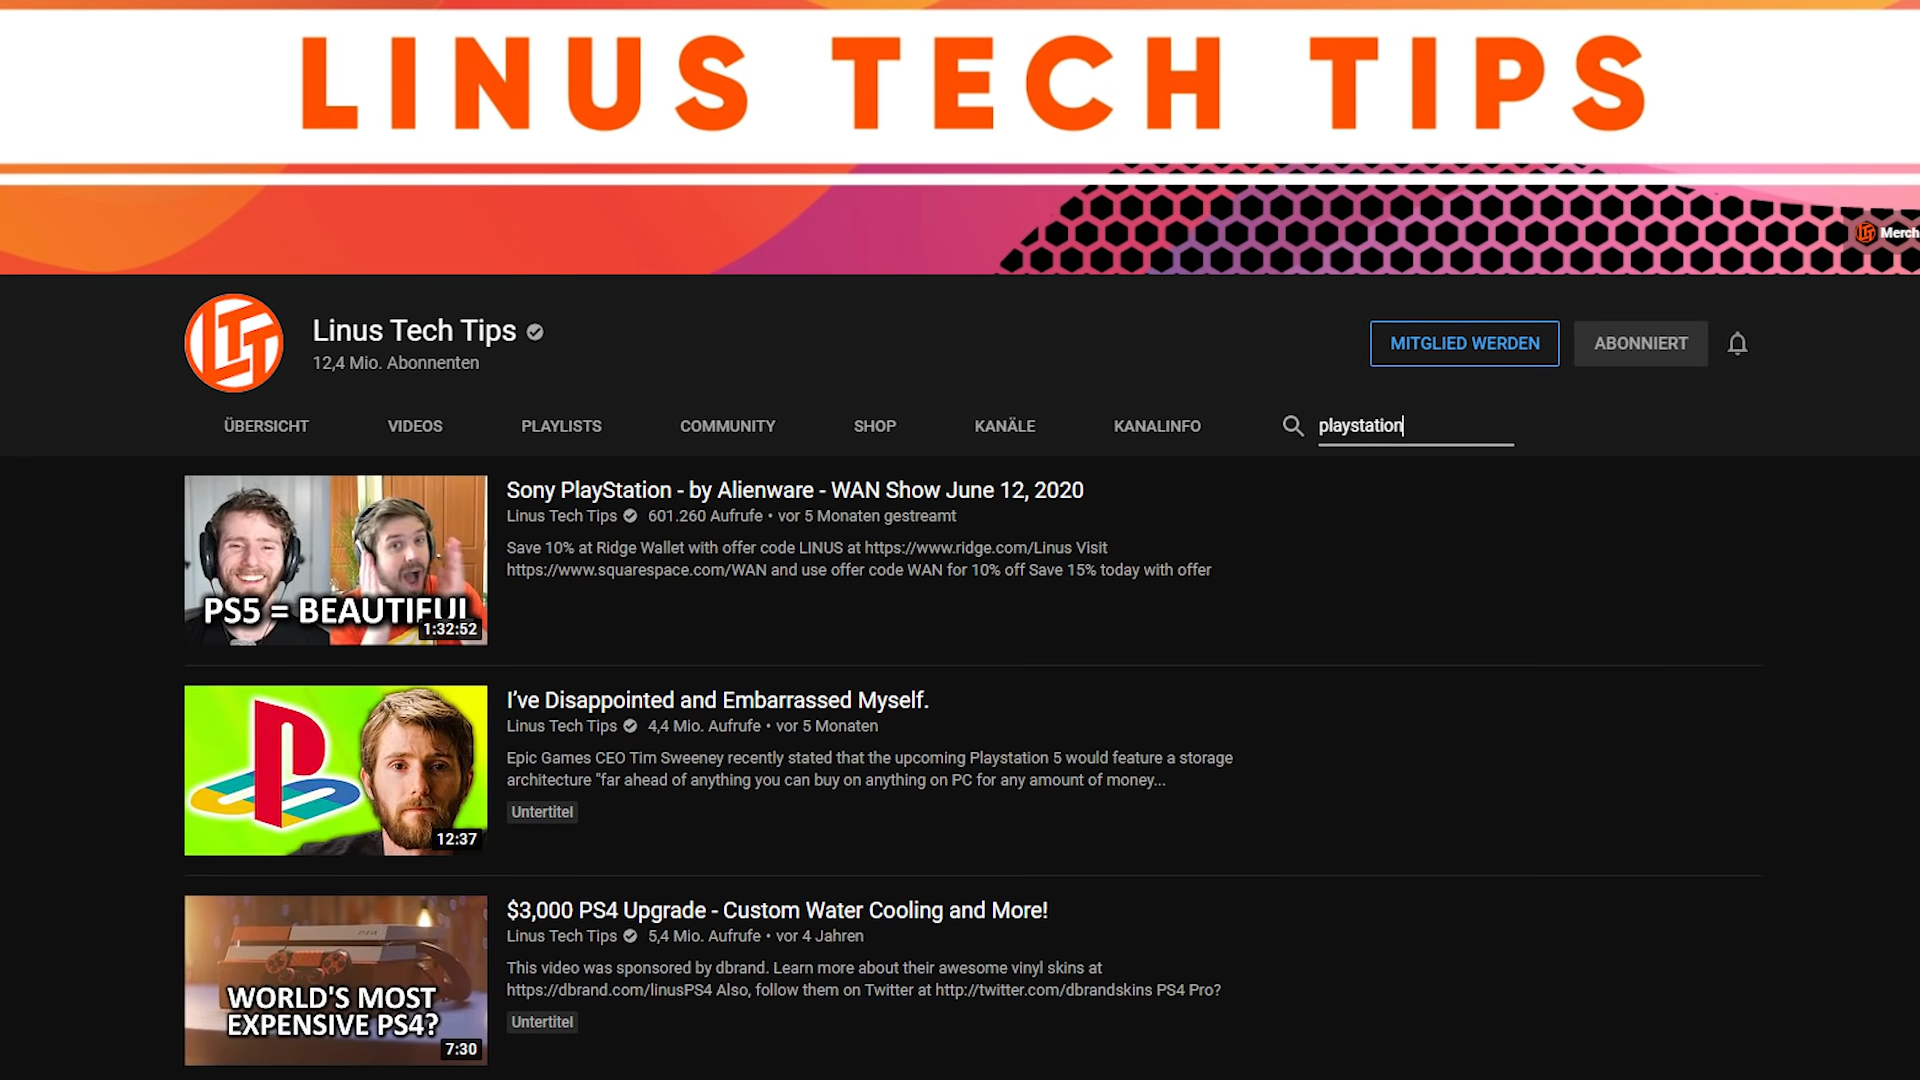 LINUS TECH TIPS
Merch
Linus Tech Tips
12,4 Mio. Abonnenten
MITGLIED WERDEN
ABONNIERT
ÜBERSICHT VIDEOS PLAYLISTS COMMUNITY SHOP KANÄLE KANALINFO playstation
PS5 = BEAUTIFUL
1:32:52
Sony PlayStation - by Alienware - WAN Show June 12, 2020
Linus Tech Tips 601.260 Aufrufe • vor 5 Monaten gestreamt
Save 10% at Ridge Wallet with offer code LINUS at https://www.ridge.com/Linus Visit
https://www.squarespace.com/WAN and use offer code WAN for 10% off Save 15% today with offer
12:37
I’ve Disappointed and Embarrassed Myself.
Linus Tech Tips 4,4 Mio. Aufrufe • vor 5 Monaten
Epic Games CEO Tim Sweeney recently stated that the upcoming Playstation 5 would feature a storage
architecture "far ahead of anything you can buy on anything on PC for any amount of money...
Untertitel
PS4
WORLD'S MOST
EXPENSIVE PS4?
7:30
$3,000 PS4 Upgrade - Custom Water Cooling and More!
Linus Tech Tips 5,4 Mio. Aufrufe • vor 4 Jahren
This video was sponsored by dbrand. Learn more about their awesome vinyl skins at
https://dbrand.com/linusPS4 Also, follow them on Twitter at http://twitter.com/dbrandskins PS4 Pro?
Untertitel